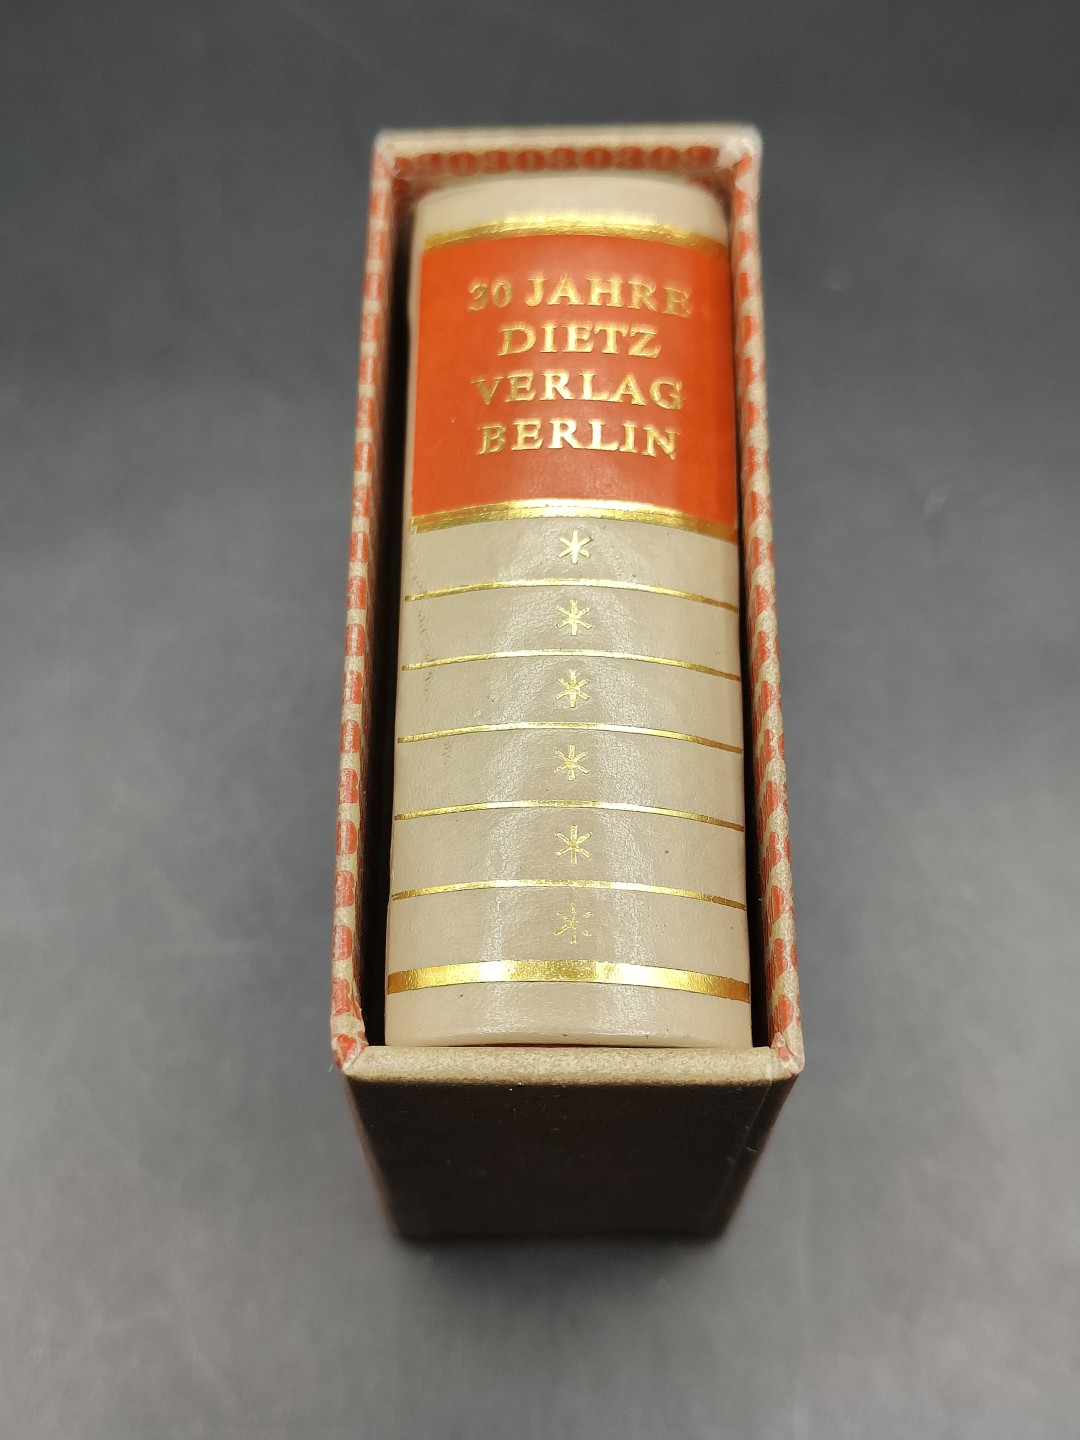 30 JAHRE
DIETZ
VERLAG
BERLIN